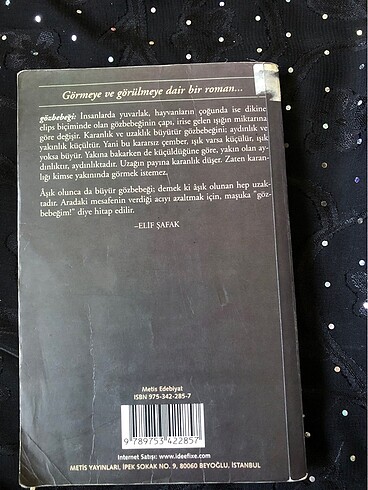 Görmeye ve görülmeye dair bir roman...
gözbebeği: İnsanlarda yuvarlak, hayvanların çoğunda ise dikine
elips biçiminde olan gözbebeğinin çapı, irise gelen ışığın miktarına
göre değişir. Karanlık ve uzaklık büyütür gözbebeğini; aydınlık ve
yakınlık küçültür. Yani bu kararsız çember, ışık varsa küçülür, ışık
yoksa büyür. Yakına bakarken de küçüldüğüne göre, yakın olan ay-
dınlıktır, aydınlatadır. Uzağın payına karanlık düşer. Zaten karan-
lığı kimse yakınında görmek istemez.
Âşık olunca da büyür gözbebeği; demek ki âşık olunan hep uzak-
tadır. Aradaki mesafenin verdiği acıyı azaltmak için, maşuka "göz-
bebeğim!" diye hitap edilir.
–ELİF ŞAFAK
Metis Edebiyat
ISBN 975-342-285-7
9 789753 422857
İnternet Satışı: www.ideefixe.com
METİS YAYINLARI, İPEK SOKAK NO. 9, 80060 BEYOĞLU, İSTANBUL